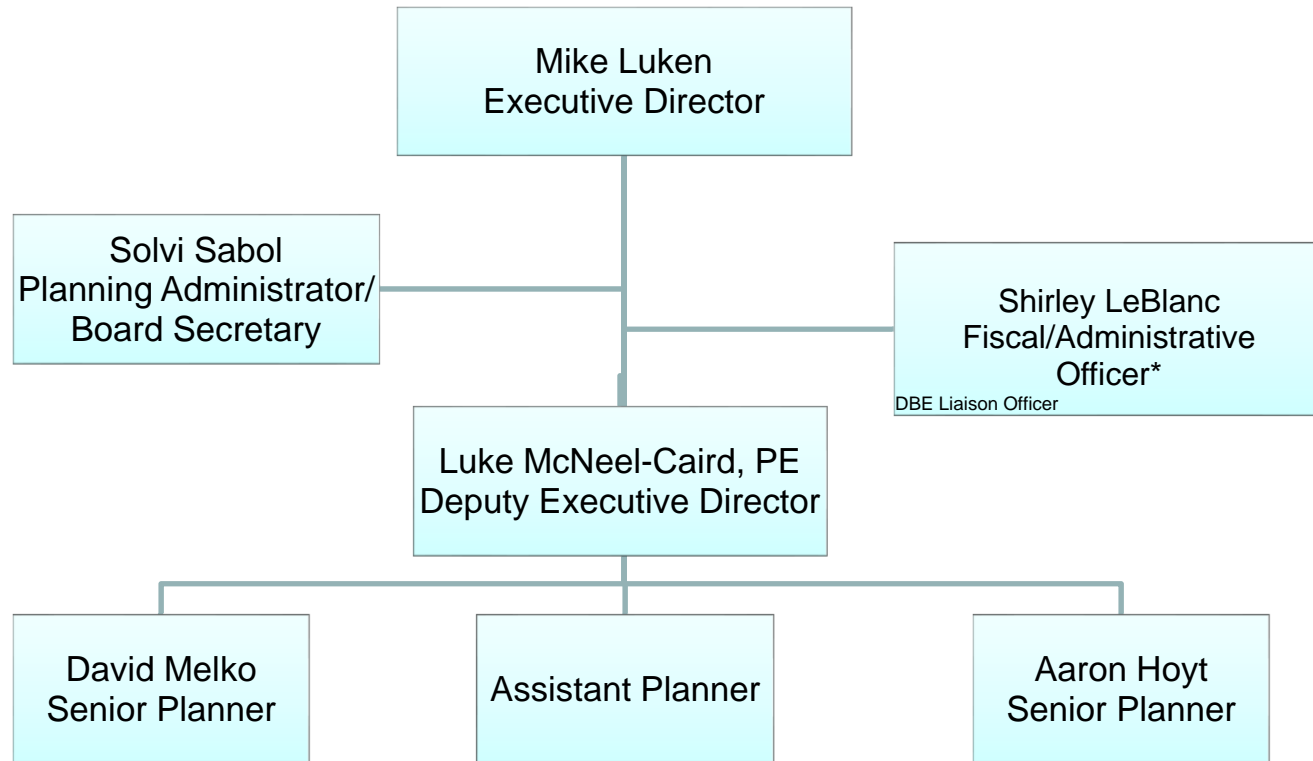 Mike Luken
Executive Director
Solvi Sabol
Planning Administrator/
Board Secretary
Shirley LeBlanc
Fiscal/Administrative
Officer*
DBE Liaison Officer
Luke McNeel-Caird, PE
Deputy Executive Director
David Melko
Senior Planner
Assistant Planner
Aaron Hoyt
Senior Planner